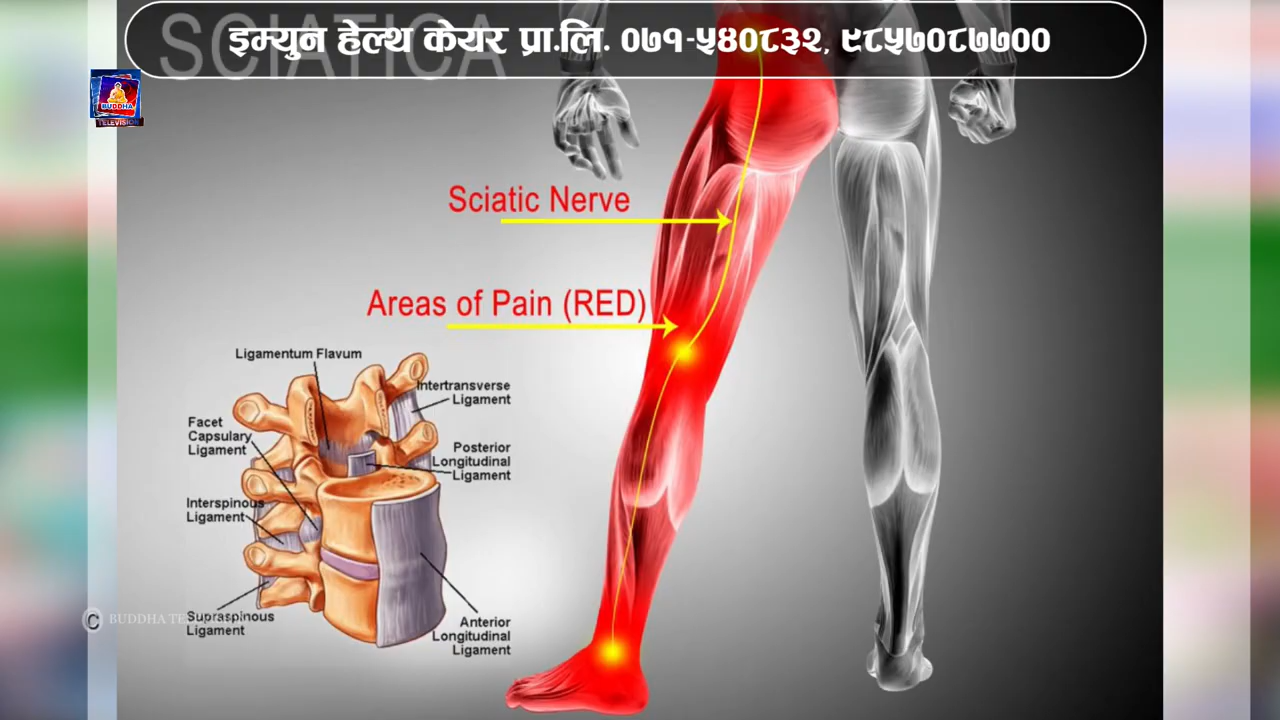 SCIATICA
इम्युन हेल्थ केयर प्रा.लि. ०७१-५४०८३२, ९८५७०८७७००
BUDDHA
TELEVISION
Sciatic Nerve
Areas of Pain (RED)
Ligamentum Flavum
Intertransverse
Ligament
Facet
Capsulary
Ligament
Posterior
Longitudinal
Ligament
Interspinous
Ligament
Supraspinous
Ligament
Anterior
Longitudinal
Ligament
© BUDDHA